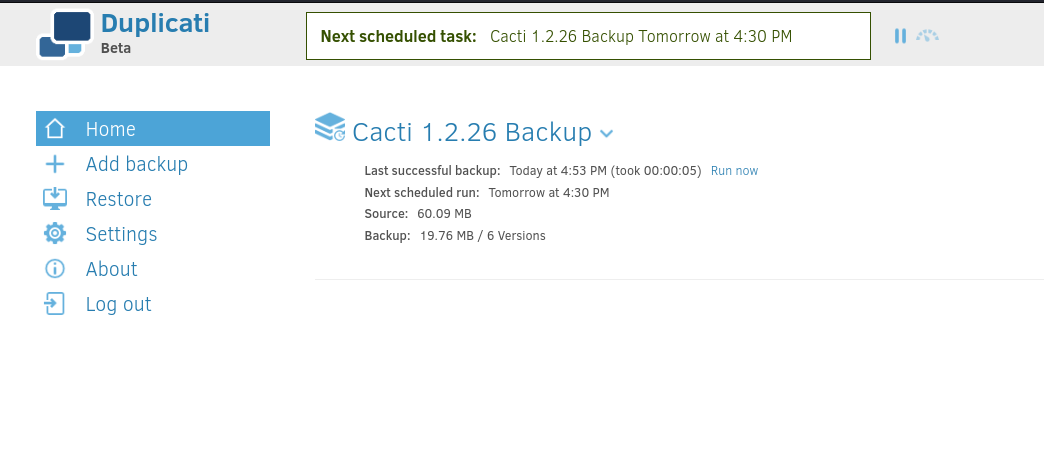 Duplicati
Beta
Next scheduled task: Cacti 1.2.26 Backup Tomorrow at 4:30 PM
Home
Add backup
Restore
Settings
About
Log out
Cacti 1.2.26 Backup
Last successful backup: Today at 4:53 PM (took 00:00:05) Run now
Next scheduled run: Tomorrow at 4:30 PM
Source: 60.09 MB
Backup: 19.76 MB / 6 Versions